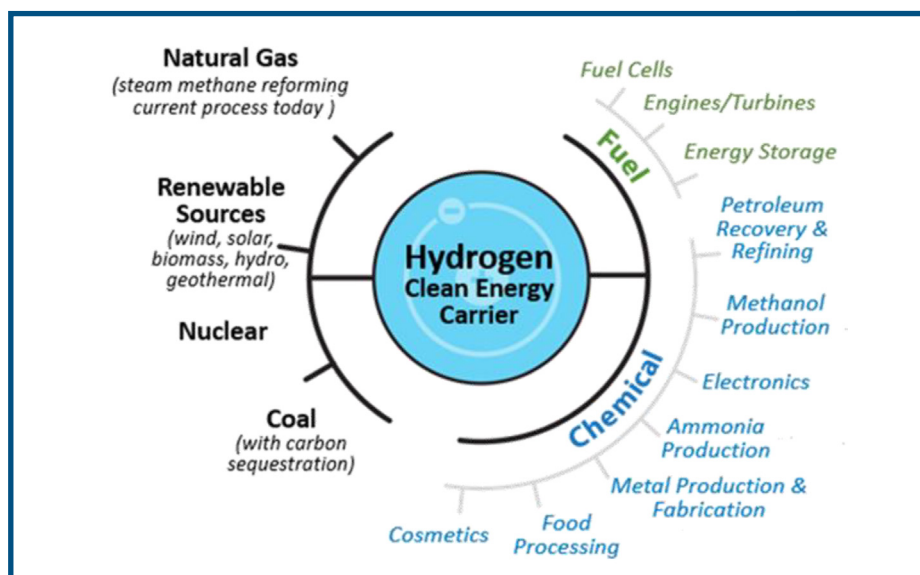 Natural Gas
(steam methane reforming
current process today )
Renewable
Sources
(wind, solar,
biomass, hydro,
geothermal)
Nuclear
Coal
(with carbon
sequestration)
Hydrogen
Clean Energy
Carrier
Fuel
Fuel Cells
Engines/Turbines
Energy Storage
Chemical
Petroleum
Recovery &
Refining
Methanol
Production
Electronics
Ammonia
Production
Metal Production &
Fabrication
Food
Processing
Cosmetics